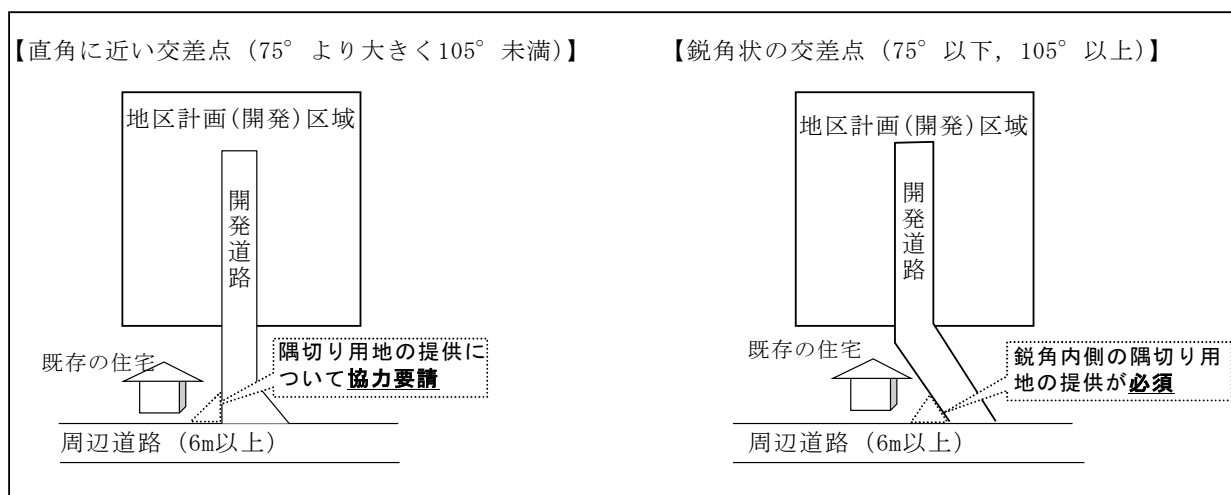 【直角に近い交差点（75°より大きく105°未満）】
地区計画(開発)区域
開発道路
既存の住宅
隅切り用地の提供に
ついて協力要請
周辺道路（6m以上）
【鋭角状の交差点（75°以下，105°以上）】
地区計画(開発)区域
開発道路
既存の住宅
鋭角内側の隅切り用
地の提供が必須
周辺道路（6m以上）